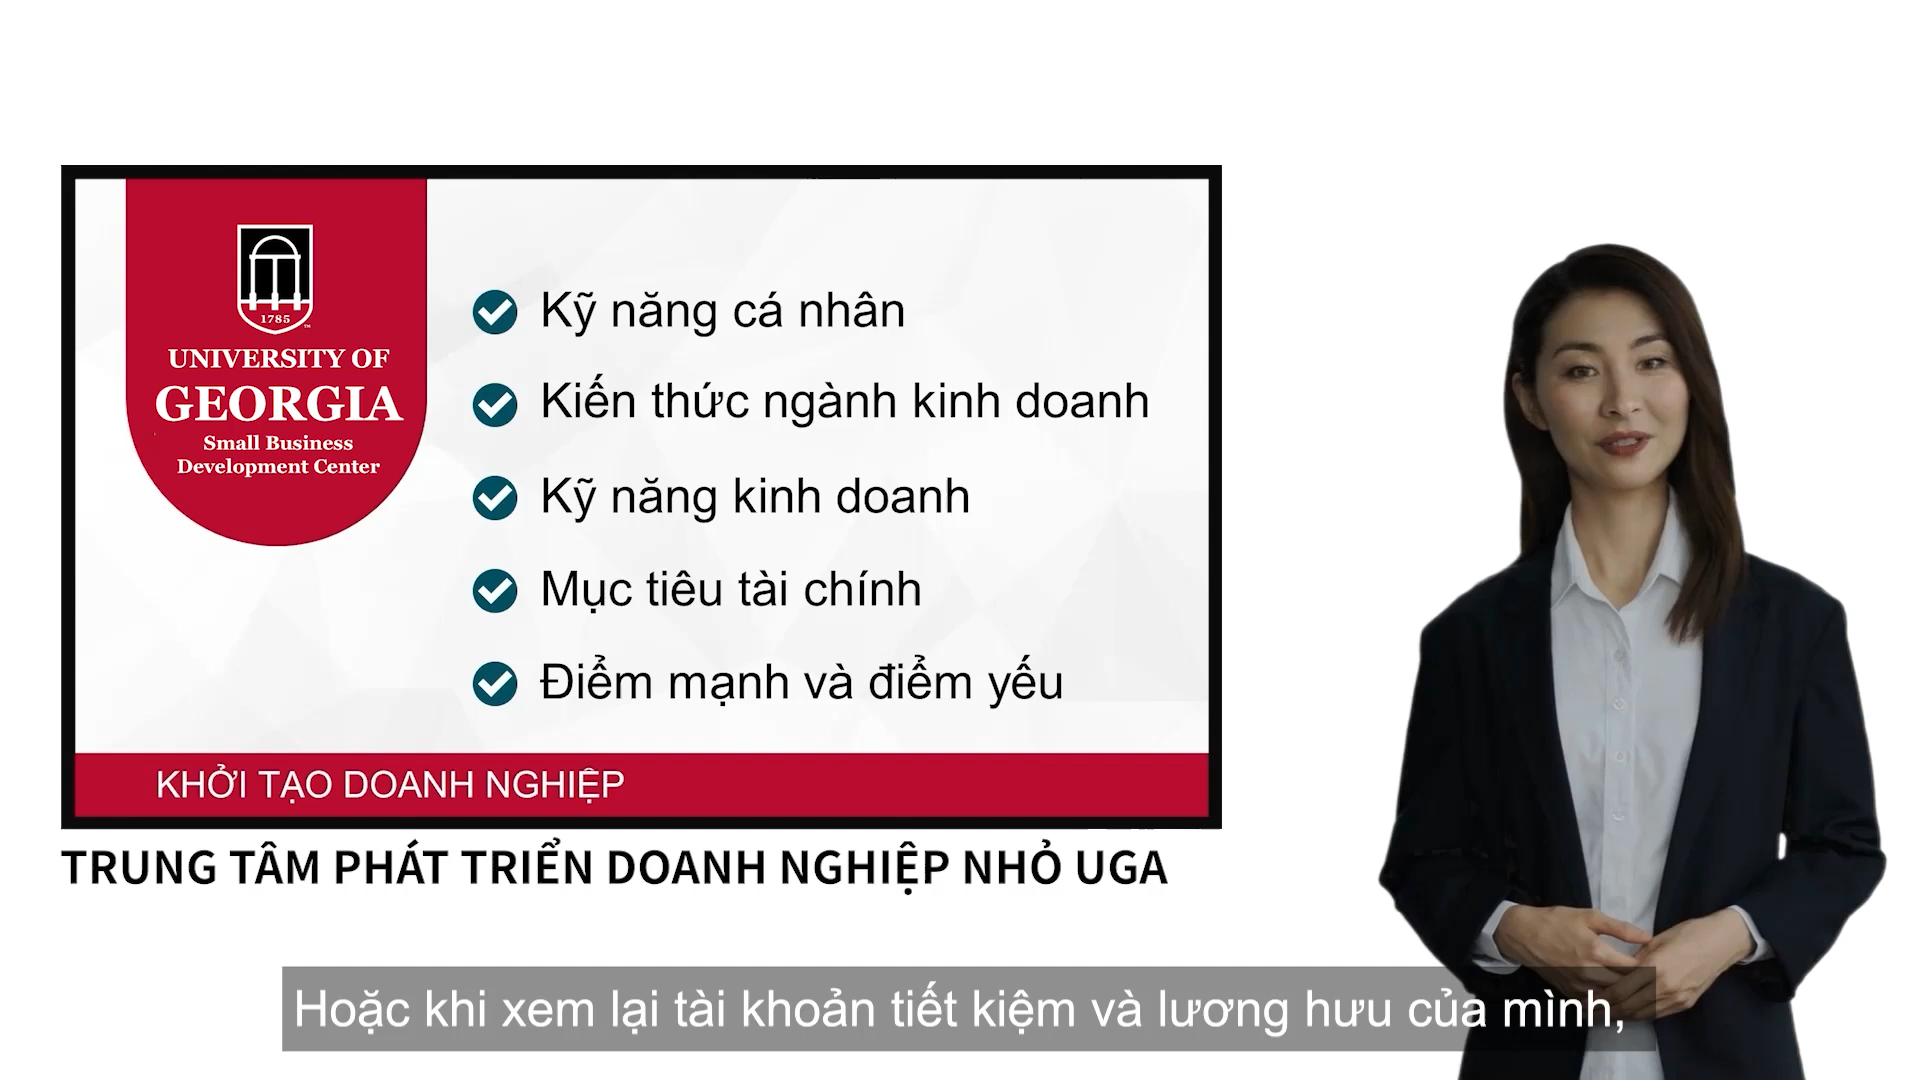 1785
UNIVERSITY OF
GEORGIA
Small Business
Development Center
Kỹ năng cá nhân
Kiến thức ngành kinh doanh
Kỹ năng kinh doanh
Mục tiêu tài chính
Điểm mạnh và điểm yếu
KHỞI TẠO DOANH NGHIỆP
TRUNG TÂM PHÁT TRIỂN DOANH NGHIỆP NHỎ UGA
Hoặc khi xem lại tài khoản tiết kiệm và lương hưu của mình,